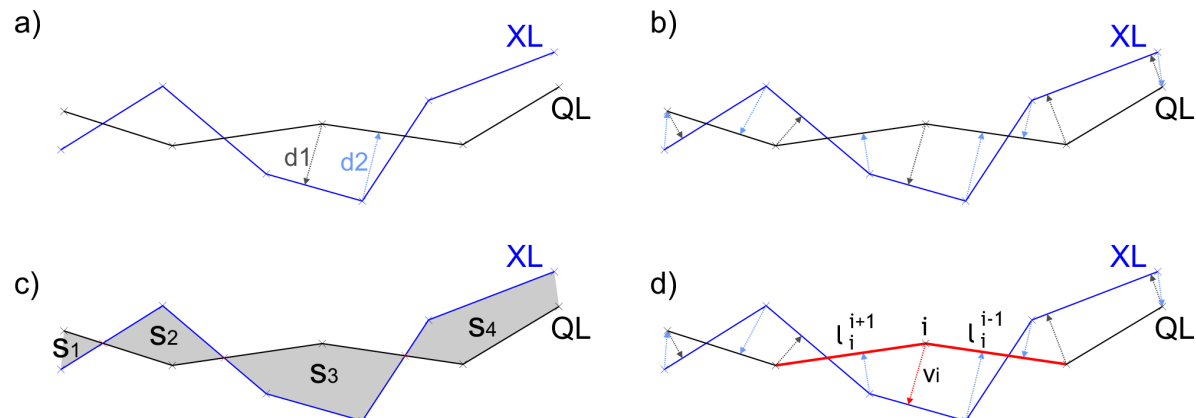 a)
XL
QL
d1
d2
b)
XL
QL
c)
XL
QL
S1
S2
S3
S4
d)
XL
QL
l i i+1
i
l i i-1
vi